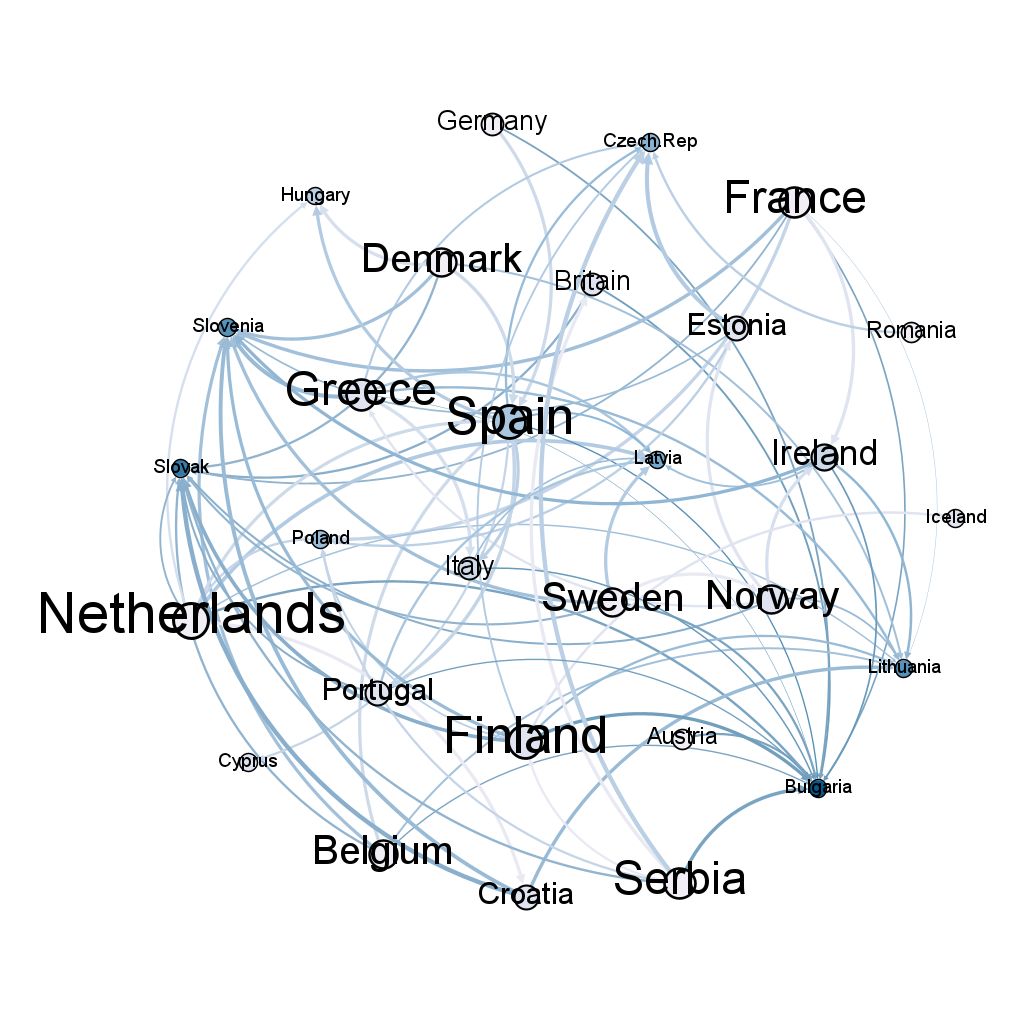 Germany
Czech.Rep
Hungary
France
Denmark
Britain
Slovenia
Estonia
Romania
Greece
Spain
Slovak
Latvia
Ireland
Iceland
Poland
Italy
Netherlands
Sweden
Norway
Lithuania
Portugal
Finland
Austria
Cyprus
Bulgaria
Belgium
Croatia
Serbia